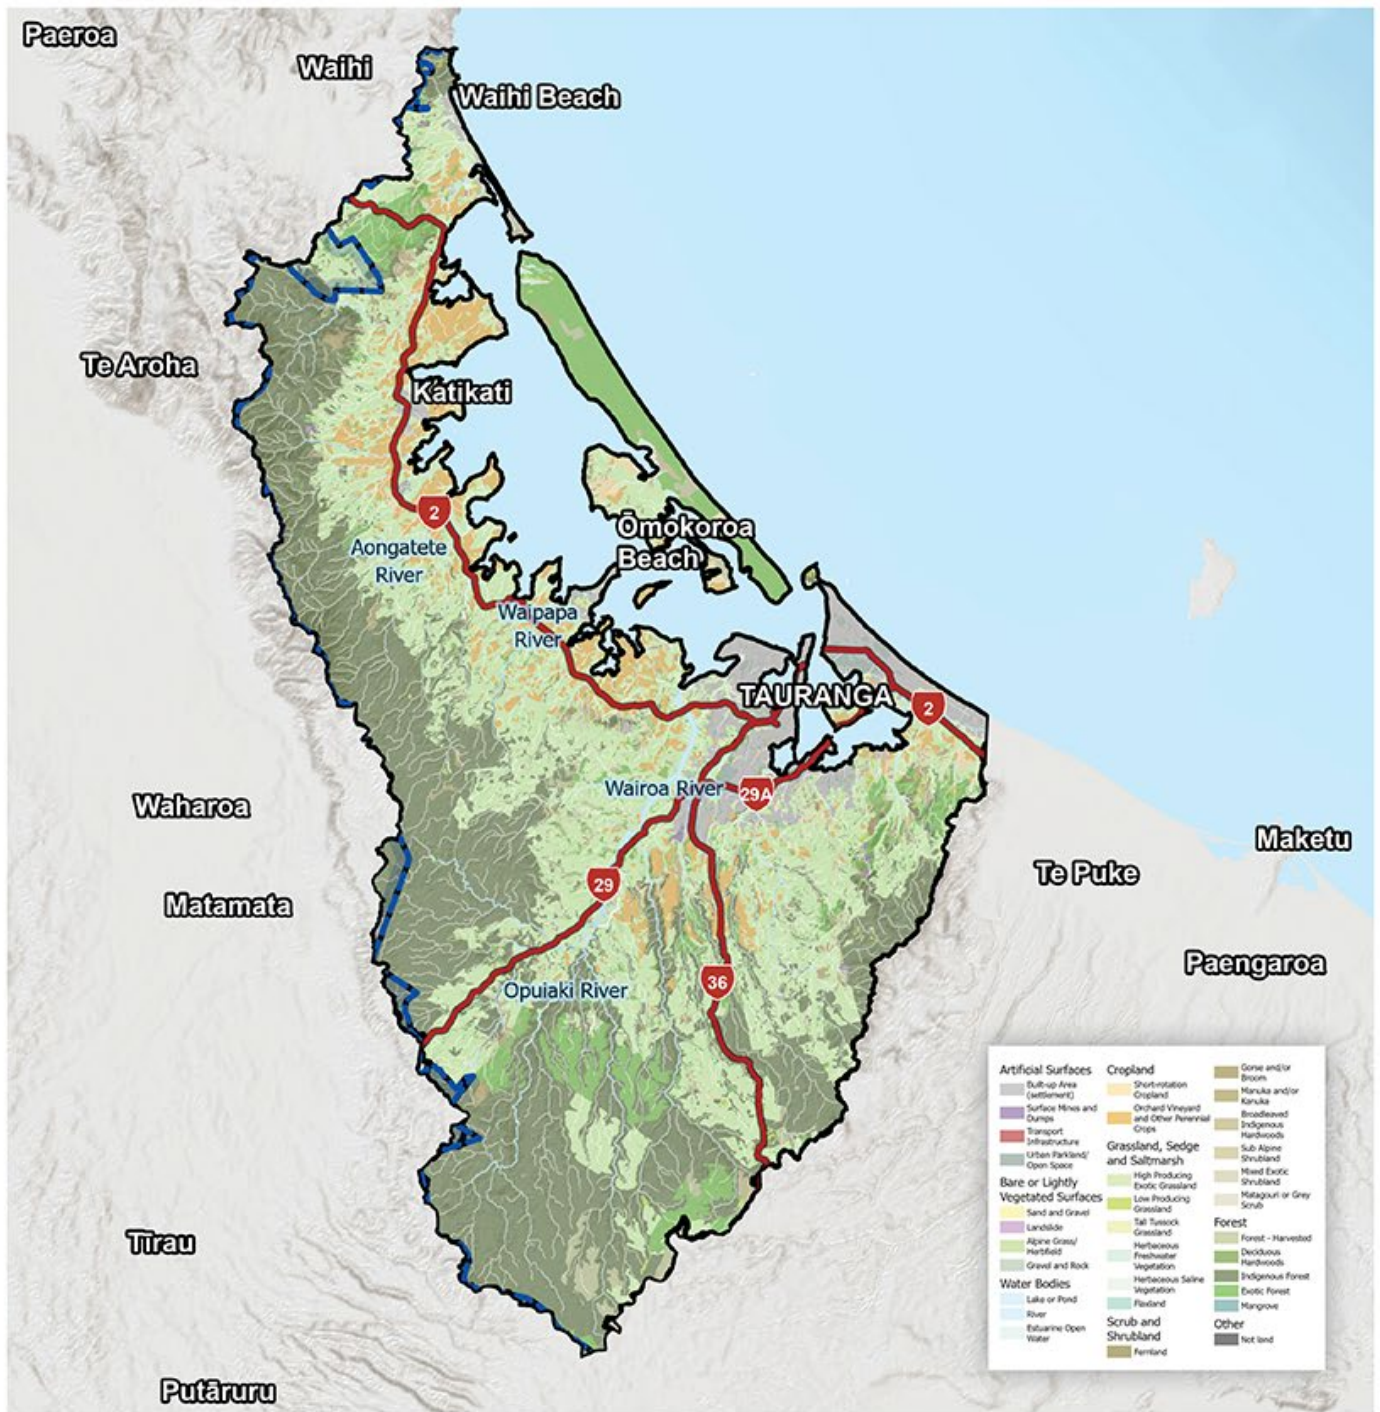 Paeroa
Waihi
Waihi Beach
Te Aroha
Katikati
2
Ōmokoroa
Beach
Aongatete
River
Waipapa
River
TAURANGA
2
Wairoa River
29A
Waharoa
Maketu
Te Puke
29
Matamata
Paengaroa
36
Opuiaki River
Tīrau
Putāruru
Artificial Surfaces
Built-up Area
(settlement)
Surface Mines and
Dumps
Transport
Infrastructure
Urban Parkland/
Open Space
Bare or Lightly
Vegetated Surfaces
Sand and Gravel
Landslide
Alpine Grass/
Herbfield
Gravel and Rock
Water Bodies
Lake or Pond
River
Estuarine Open
Water
Cropland
Short-rotation
Cropland
Orchard Vineyard
and Other Perennial
Crops
Grassland, Sedge
and Saltmarsh
High Producing
Exotic Grassland
Low Producing
Grassland
Tall Tussock
Grassland
Herbaceous
Freshwater
Vegetation
Herbaceous Saline
Vegetation
Flaxland
Scrub and
Shrubland
Fernland
Gorse and/or
Broom
Manuka and/or
Kanuka
Broadleaved
Indigenous
Hardwoods
Sub Alpine
Shrubland
Mixed Exotic
Shrubland
Matagouri or Grey
Scrub
Forest
Forest - Harvested
Deciduous
Hardwoods
Indigenous Forest
Exotic Forest
Mangrove
Other
Not land